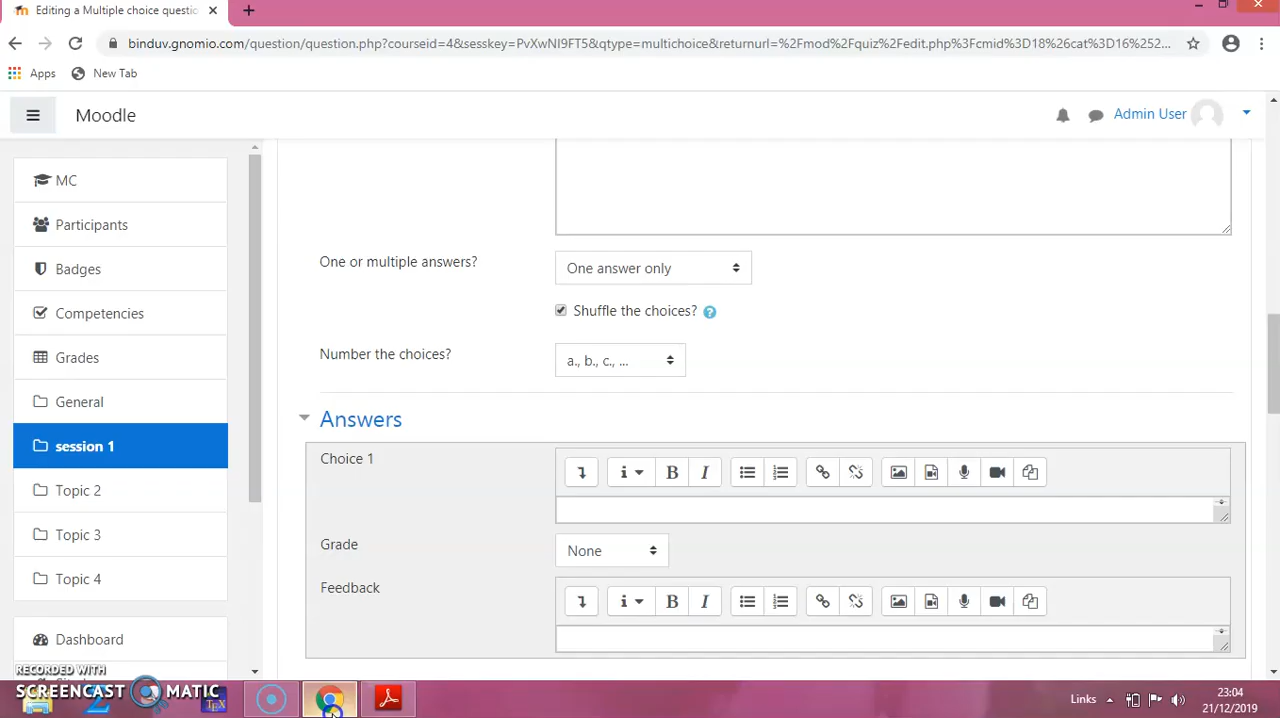 Editing a Multiple choice questio
binduv.gnomio.com/question/question.php?courseid=4&sesskey=PvXwNI9FT5&qtype=multichoice&returnurl=%2Fmod%2Fquiz%2Fedit.php%3Fcmid%3D18%26cat%3D16%252...
Apps New Tab
Moodle
Admin User
MC
Participants
Badges
Competencies
Grades
General
session 1
Topic 2
Topic 3
Topic 4
Dashboard
One or multiple answers?
One answer only
Shuffle the choices?
Number the choices?
a., b., c., ...
Answers
Choice 1
i B I
Grade
None
Feedback
i B I
RECORDED WITH
SCREENCAST MATIC
TEX
Links
23:04
21/12/2019